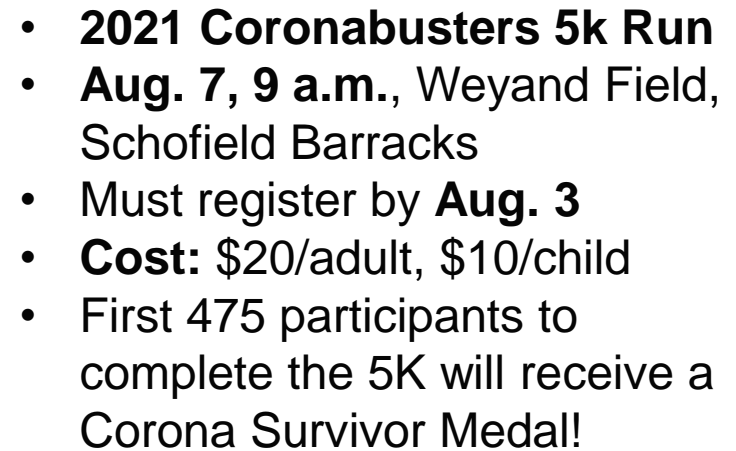 • 2021 Coronabusters 5k Run
• Aug. 7, 9 a.m., Weyand Field,
Schofield Barracks
• Must register by Aug. 3
• Cost: $20/adult, $10/child
• First 475 participants to
complete the 5K will receive a
Corona Survivor Medal!